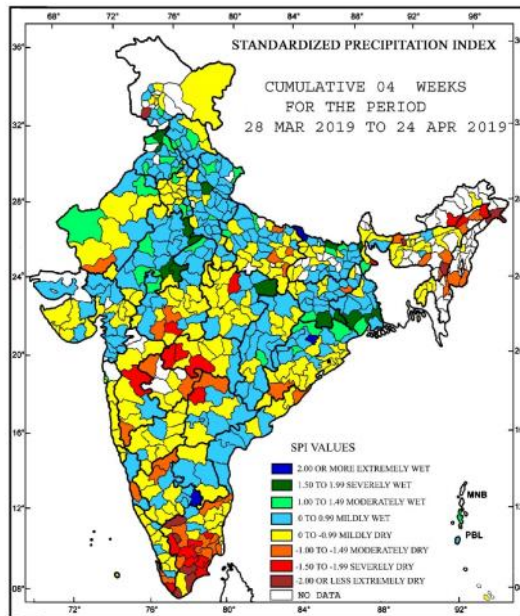 68° 72° 76° 80° 84° 88° 92° 96°
STANDARDIZED PRECIPITATION INDEX
36°
CUMULATIVE 04 WEEKS
FOR THE PERIOD
28 MAR 2019 TO 24 APR 2019
32°
28°
24°
20°
16°
12°
08°
SPI VALUES
2.00 OR MORE EXTREMELY WET
1.50 TO 1.99 SEVERELY WET
1.00 TO 1.49 MODERATELY WET
0 TO 0.99 MILDLY WET
0 TO -0.99 MILDLY DRY
-1.00 TO -1.49 MODERATELY DRY
-1.50 TO -1.99 SEVERELY DRY
-2.00 OR LESS EXTREMELY DRY
NO DATA
MNB
PBL
72° 76° 80° 84° 88° 92°